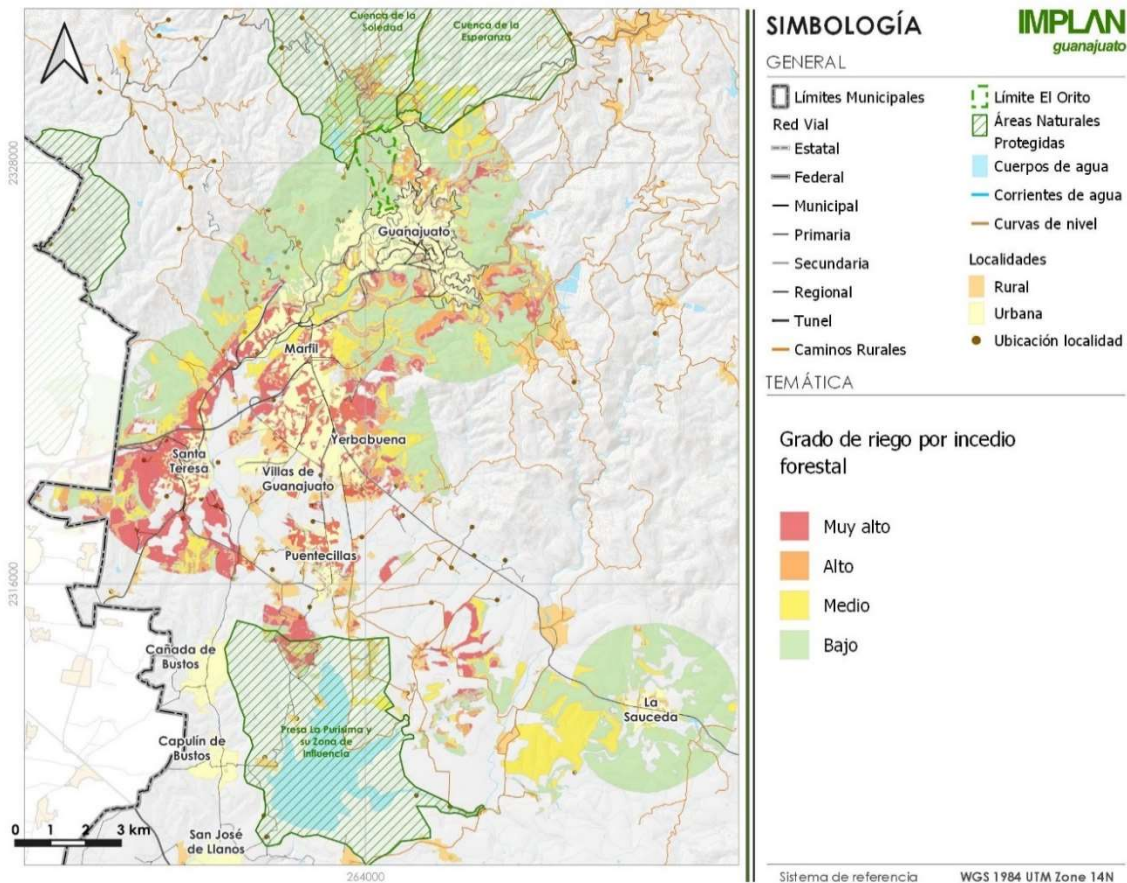 Cuenca de la
Soledad
Cuenca de la
Esperanza
2328000
Guanajuato
Marfil
Yerbabuena
Santa
Teresa
Villas de
Guanajuato
Puentecillas
2316000
Cañada de
Bustos
La
Sauceda
Presa La Purísima y
su Zona de
Influencia
Capulín de
Bustos
0 1 2 3 km
San José
de Llanos
264000
SIMBOLOGÍA
IMPLAN
guanajuato
GENERAL
Límites Municipales
Red Vial
Estatal
Federal
Municipal
Primaria
Secundaria
Regional
Tunel
Caminos Rurales
Límite El Orito
Áreas Naturales
Protegidas
Cuerpos de agua
Corrientes de agua
Curvas de nivel
Localidades
Rural
Urbana
Ubicación localidad
TEMÁTICA
Grado de riego por incedio
forestal
Muy alto
Alto
Medio
Bajo
Sistema de referencia WGS 1984 UTM Zone 14N